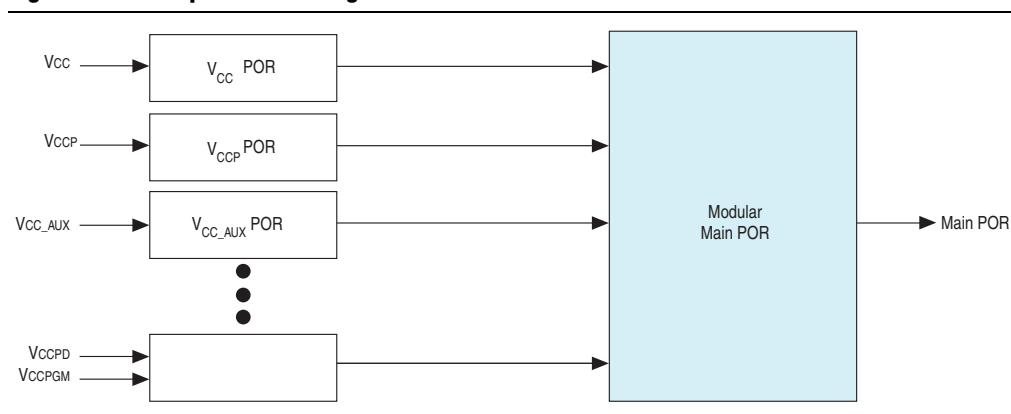 VCC
VCC POR
VCCP
VCCP POR
VCC_AUX
VCC_AUX POR
Modular
Main POR
Main POR
VCCPD
VCCPGM